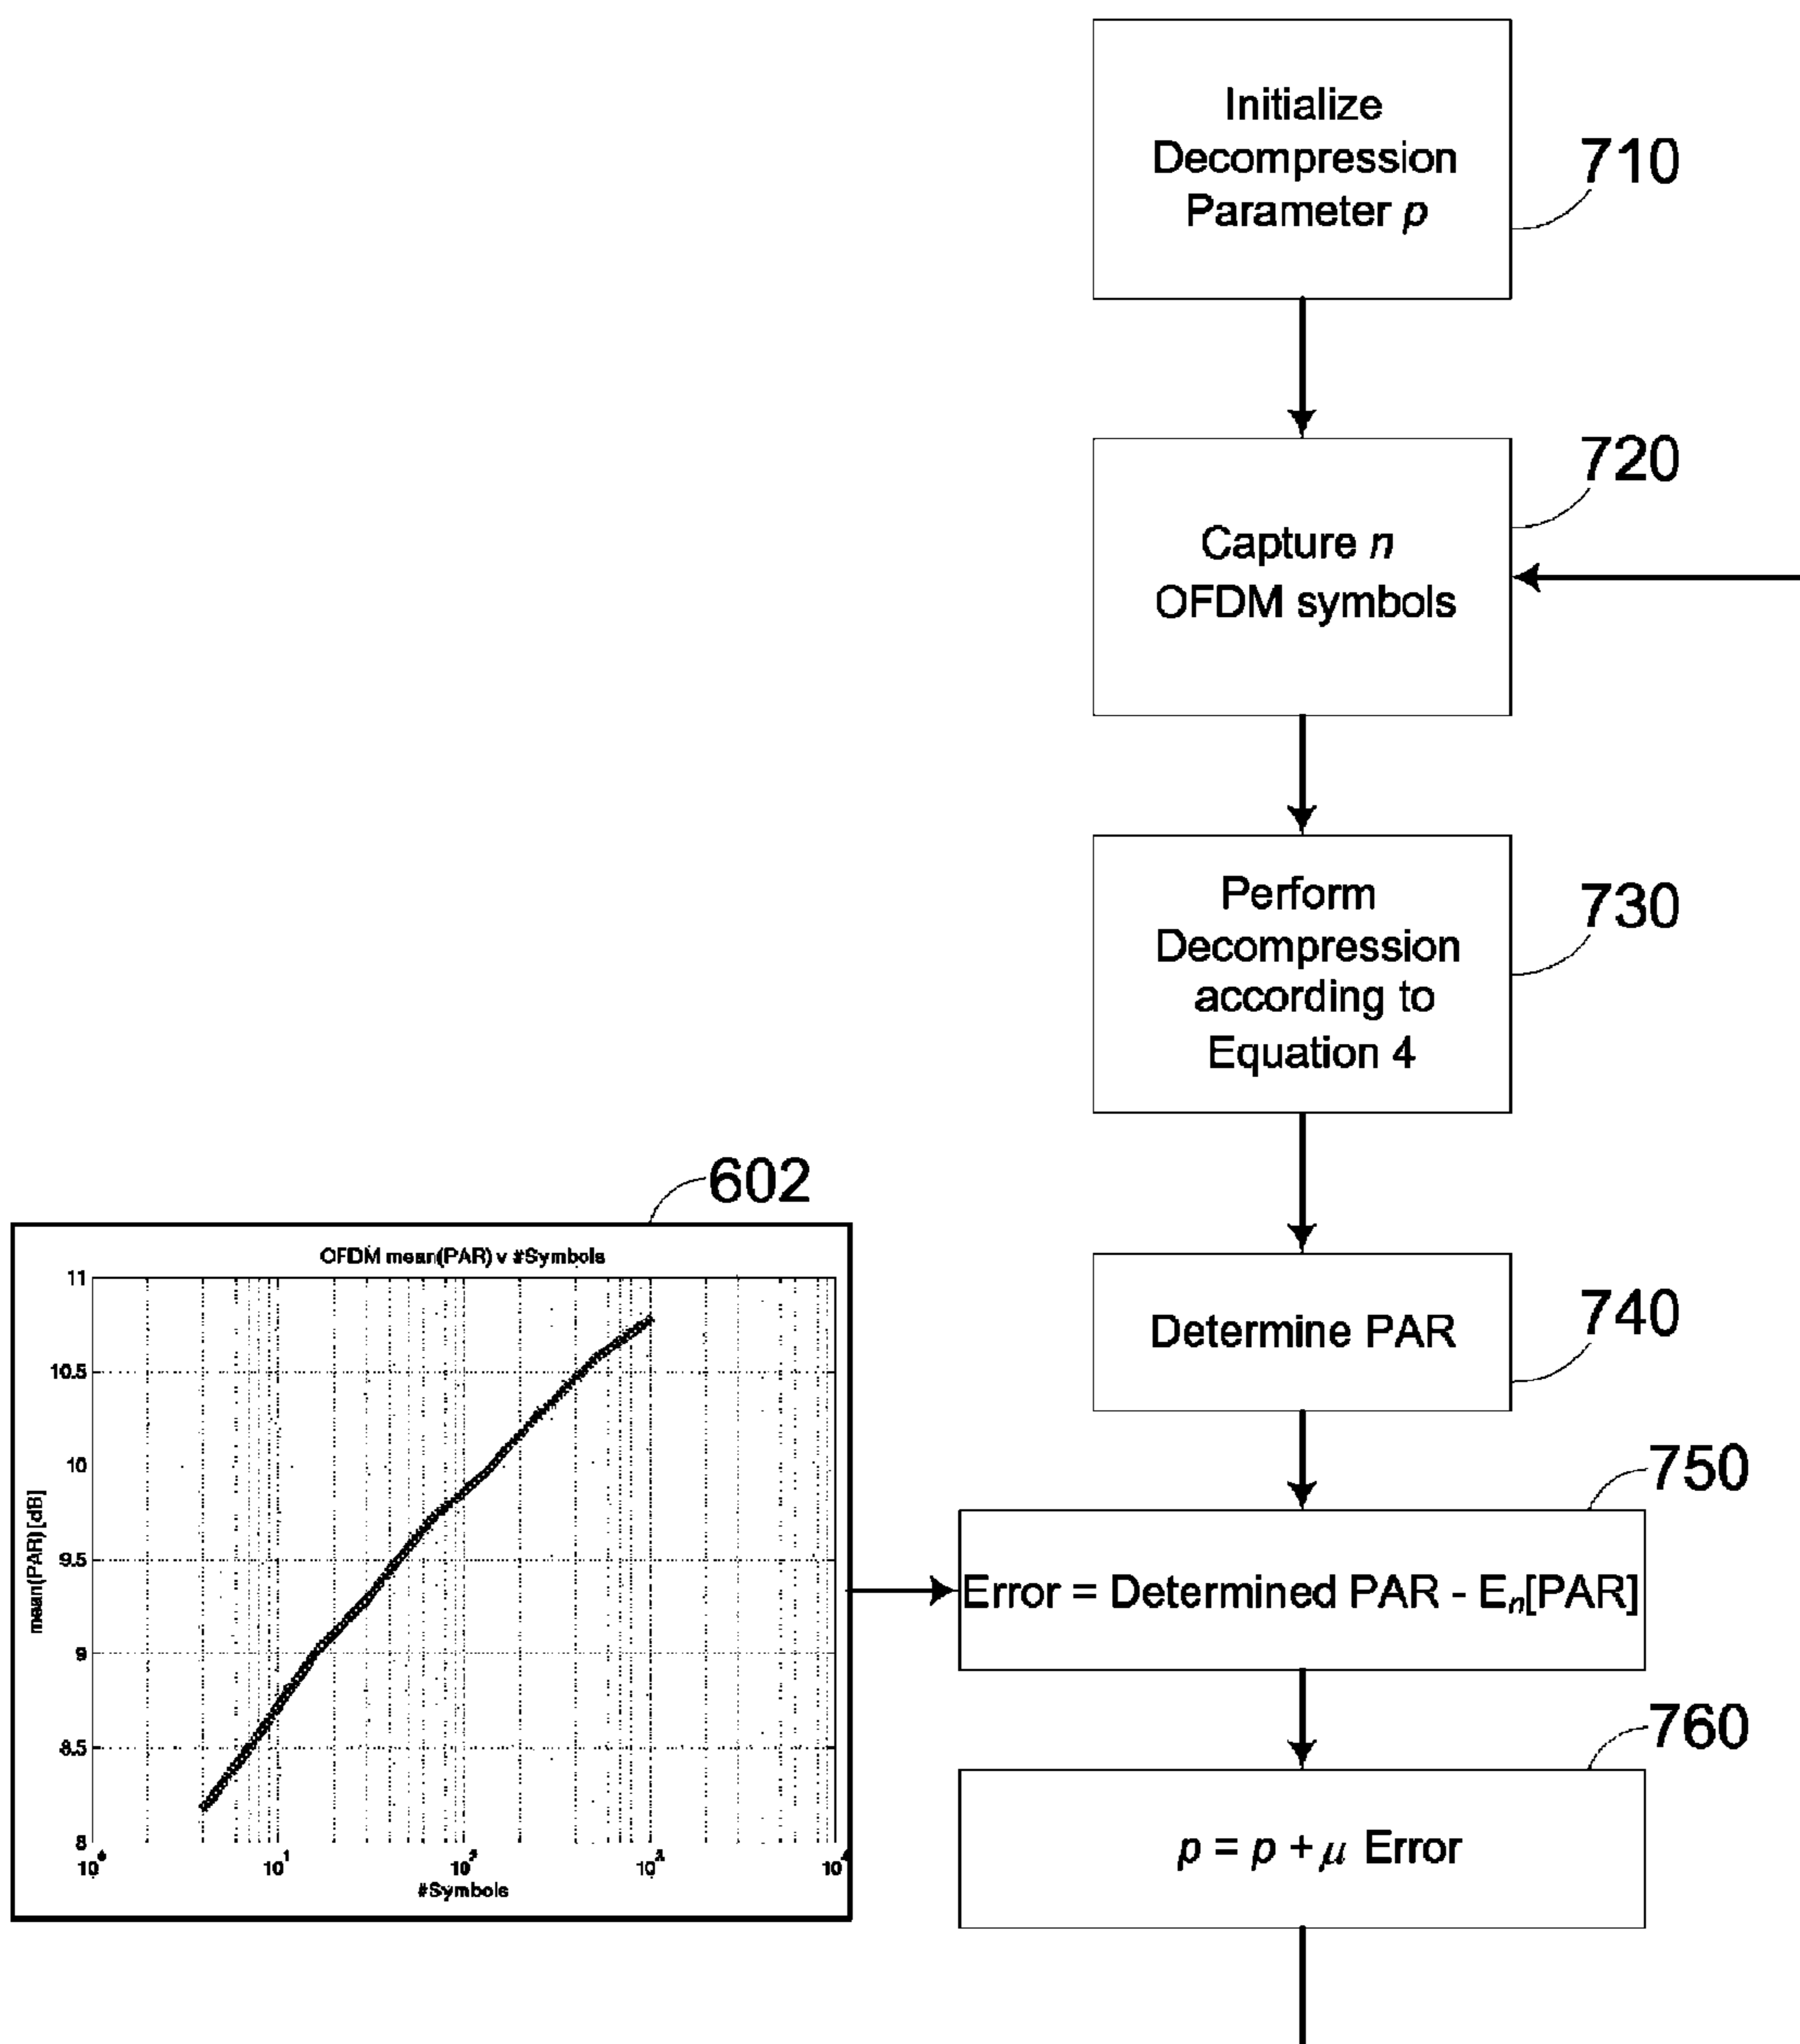 Initialize
Decompression
Parameter p
710
Capture n
OFDM symbols
720
Perform
Decompression
according to
Equation 4
730
Determine PAR
740
602
OFDM mean(PAR) v #Symbols
mean(PAR) [dB]
11
10.5
10
9.5
9
8.5
8
10¹
10²
#Symbols
Error = Determined PAR - Eₙ[PAR]
750
p = p + μ Error
760